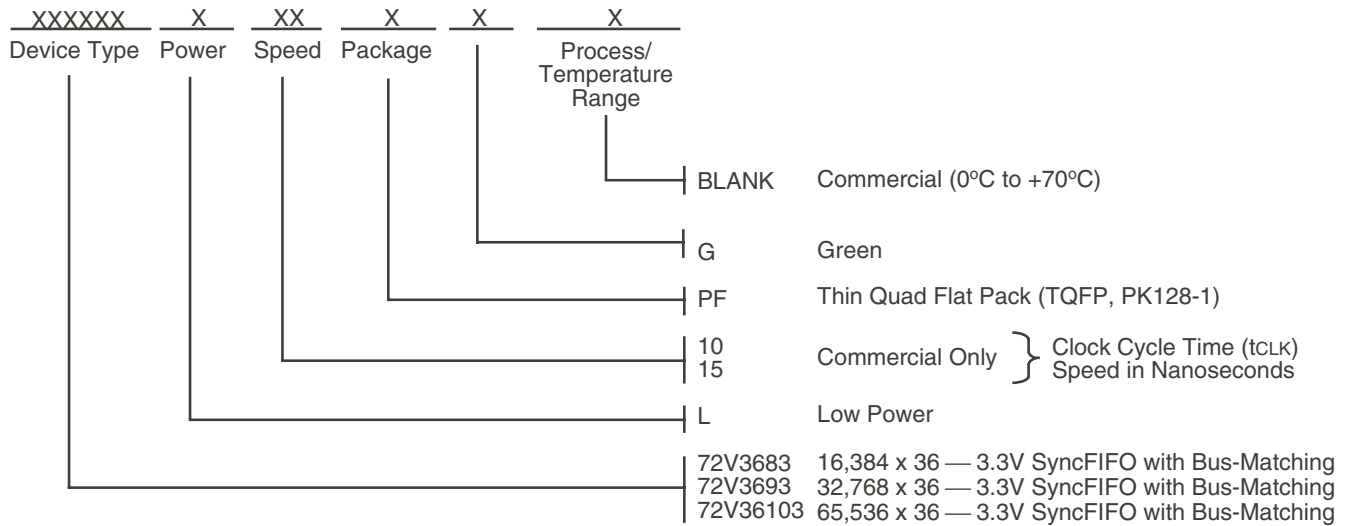 XXXXXX X XX X X X
Device Type Power Speed Package Process/
Temperature
Range
BLANK Commercial (0ºC to +70ºC)
G Green
PF Thin Quad Flat Pack (TQFP, PK128-1)
10
15
Commercial Only
Clock Cycle Time (tCLK)
Speed in Nanoseconds
L Low Power
72V3683 16,384 x 36 — 3.3V SyncFIFO with Bus-Matching
72V3693 32,768 x 36 — 3.3V SyncFIFO with Bus-Matching
72V36103 65,536 x 36 — 3.3V SyncFIFO with Bus-Matching